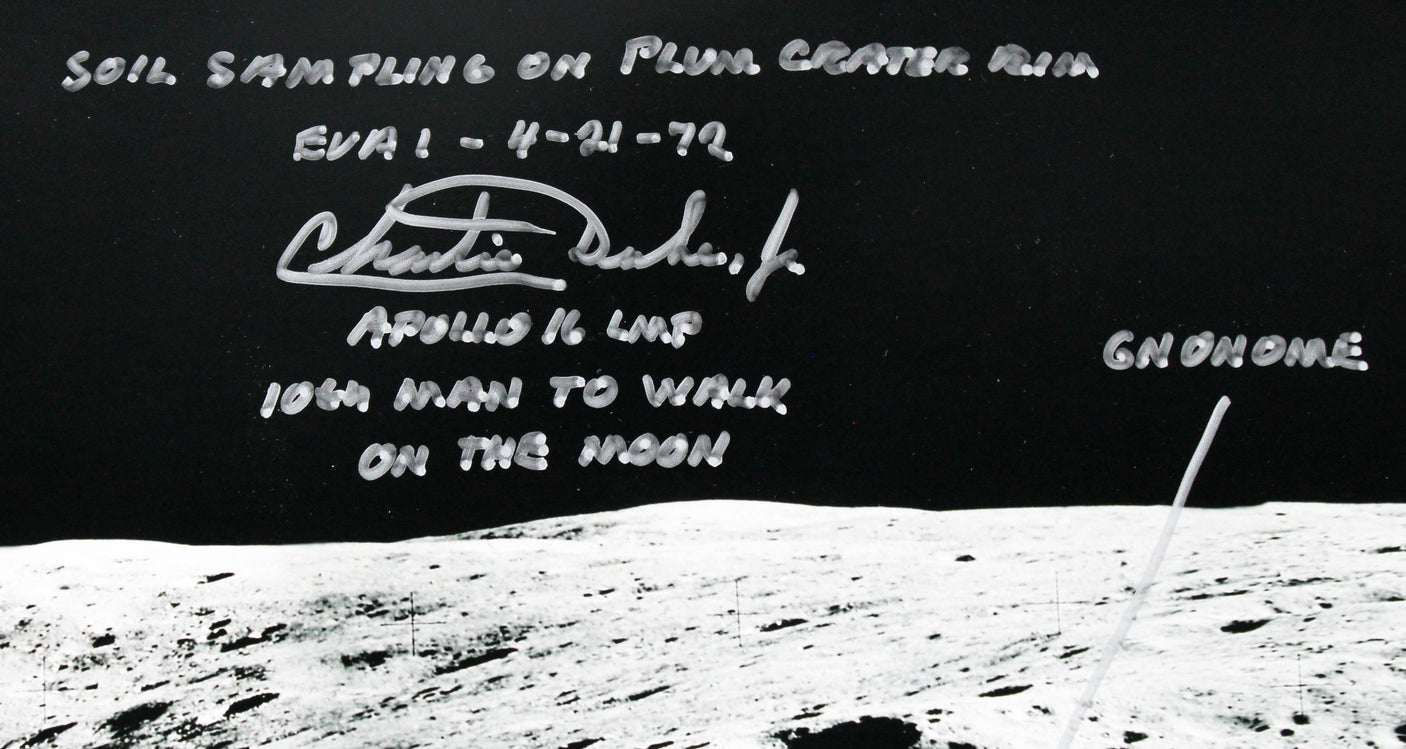 SOIL SAMPLING ON PLUM CRATER RIM
EVA 1 - 4-21-72
Charlie Duke, Jr.
APOLLO 16 LMP
10th MAN TO WALK
ON THE MOON
GNONOME